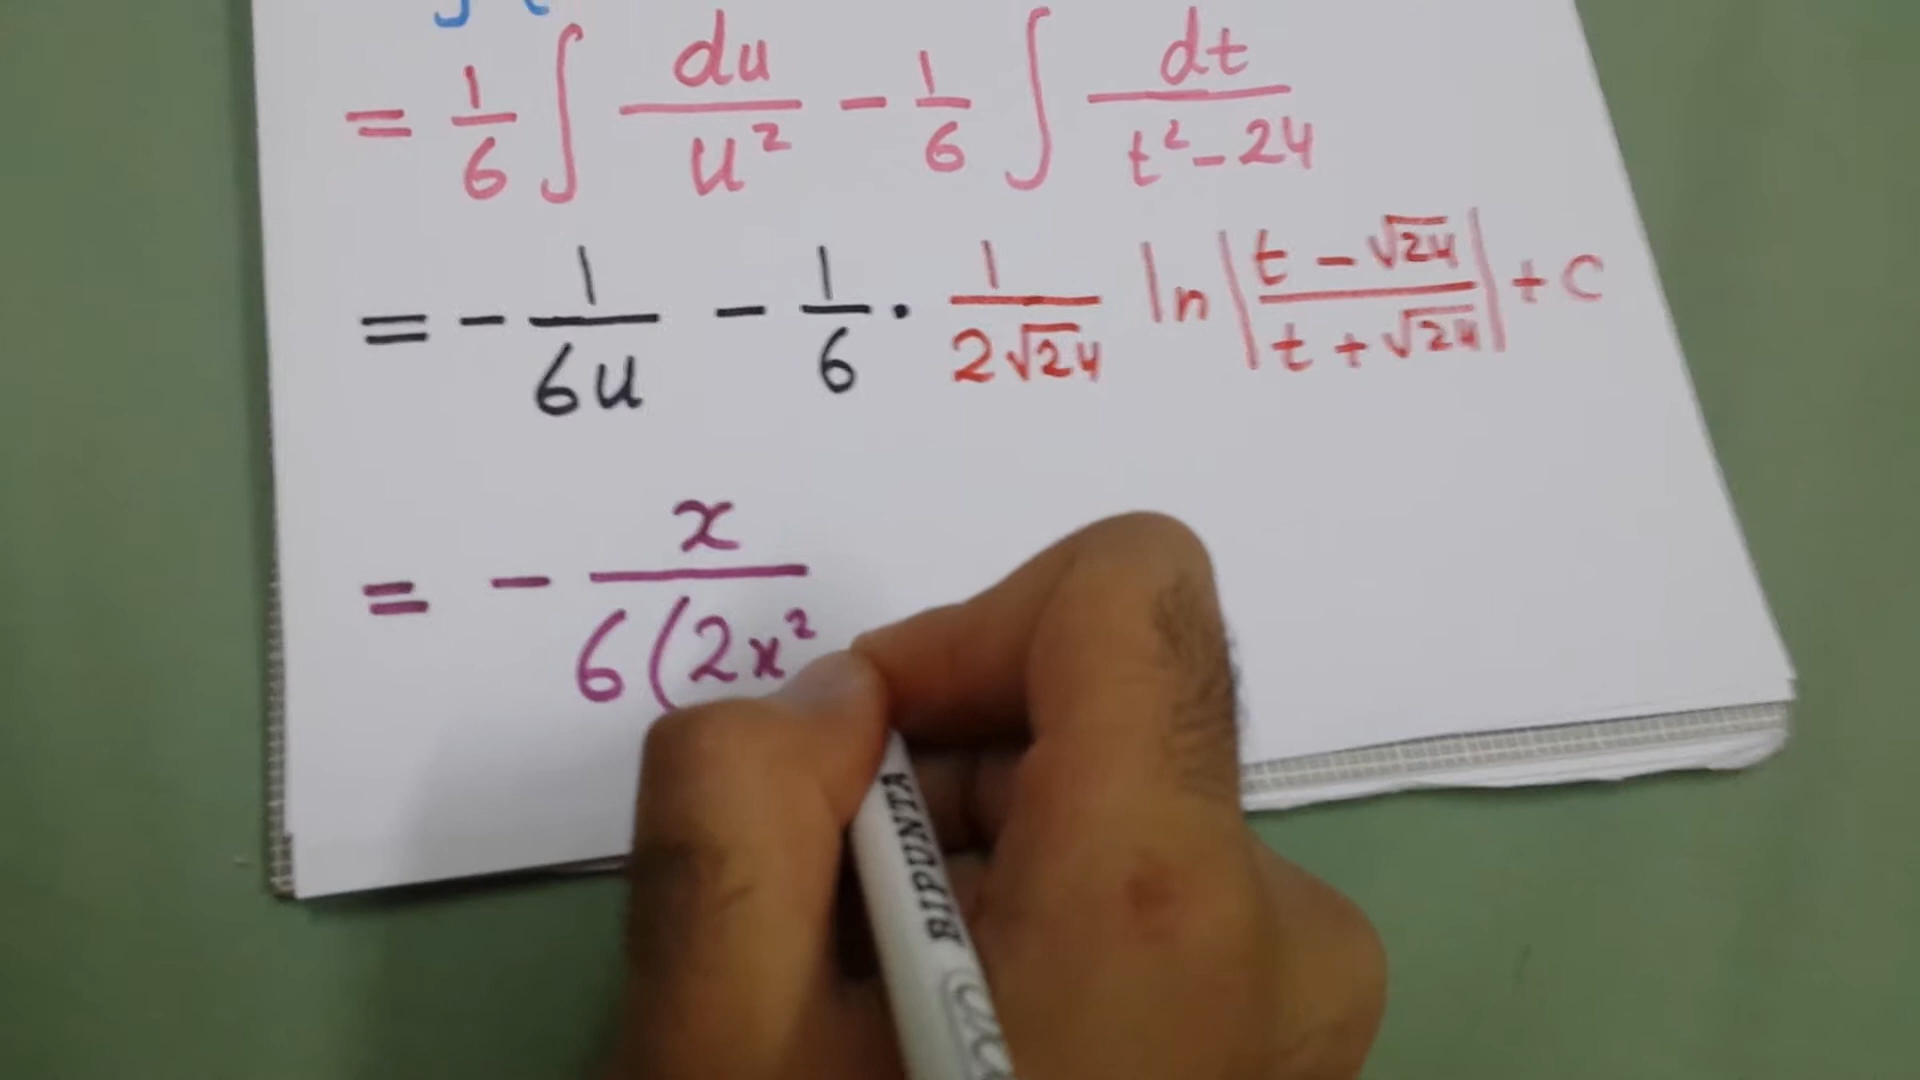 = 1/6 ∫ du/u² - 1/6 ∫ dt/(t² - 24)
= - 1/(6u) - 1/6 · 1/(2√24) ln |(t - √24)/(t + √24)| + C
= - x/(6(2x²
BIPUNTA